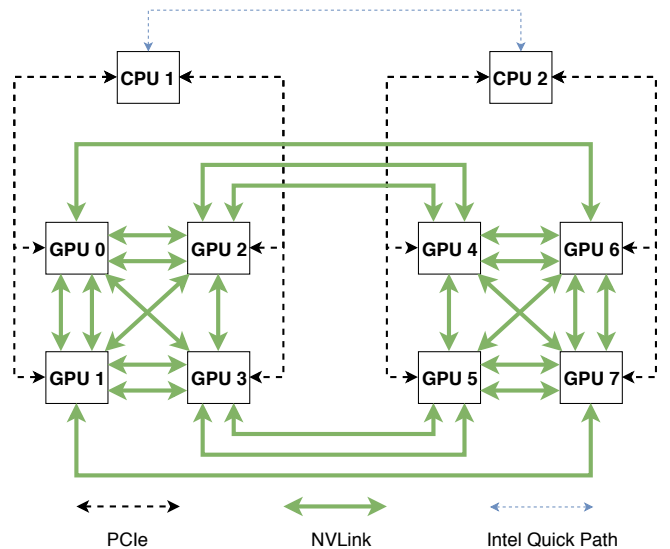 CPU 1
CPU 2
GPU 0
GPU 2
GPU 4
GPU 6
GPU 1
GPU 3
GPU 5
GPU 7
PCIe
NVLink
Intel Quick Path